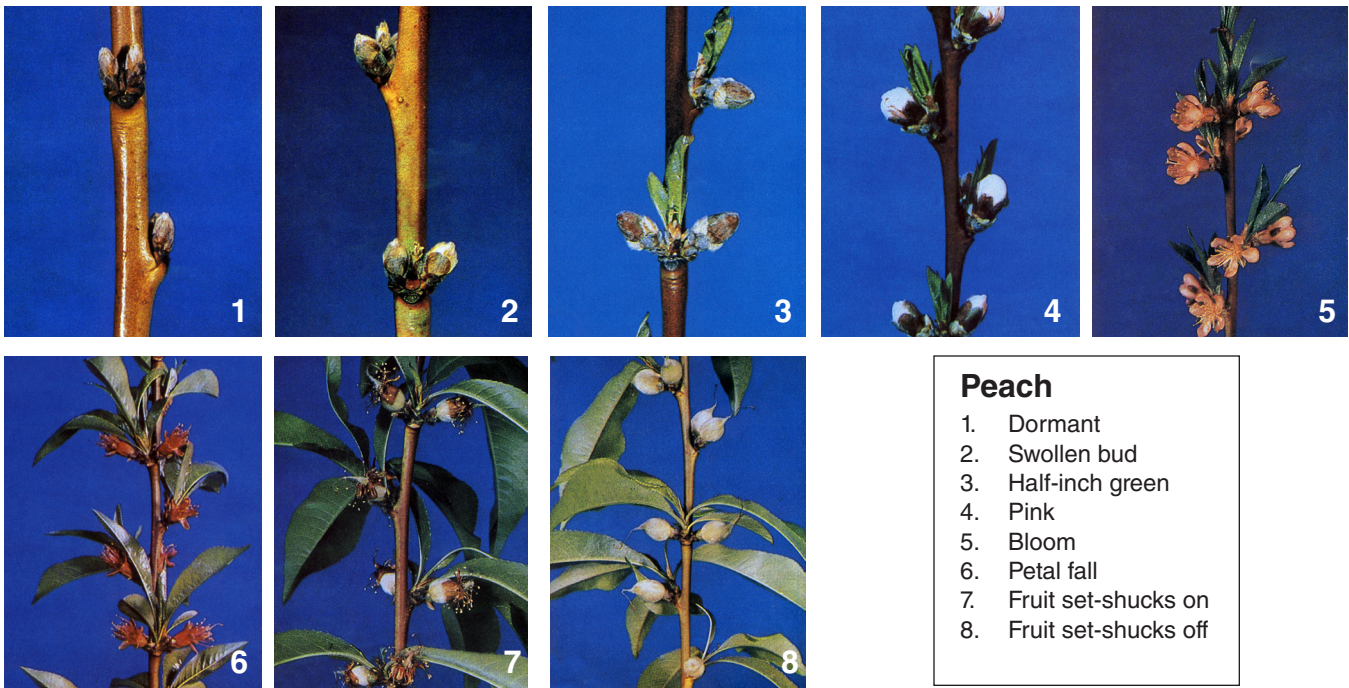 1
2
3
4
5
6
7
8
Peach
1. Dormant
2. Swollen bud
3. Half-inch green
4. Pink
5. Bloom
6. Petal fall
7. Fruit set-shucks on
8. Fruit set-shucks off